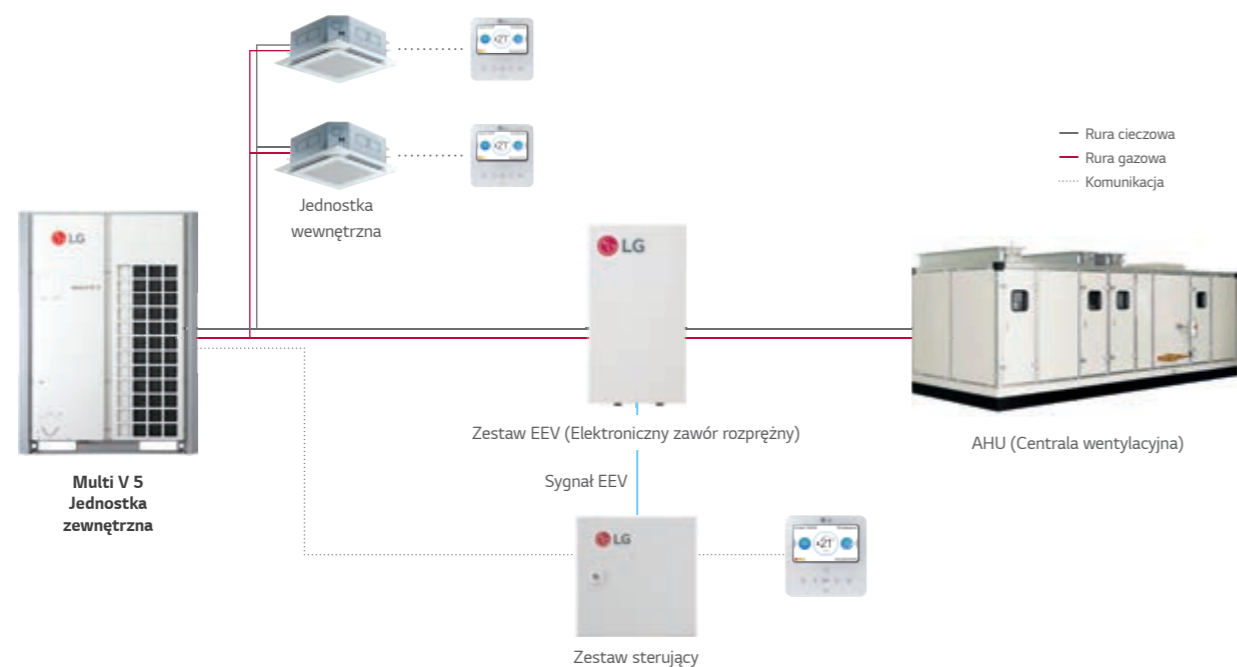 Rura cieczowa
Rura gazowa
Komunikacja
Jednostka
wewnętrzna
LG
LG
Zestaw EEV (Elektroniczny zawór rozprężny)
AHU (Centrala wentylacyjna)
Multi V 5
Jednostka
zewnętrzna
Sygnał EEV
LG
Zestaw sterujący